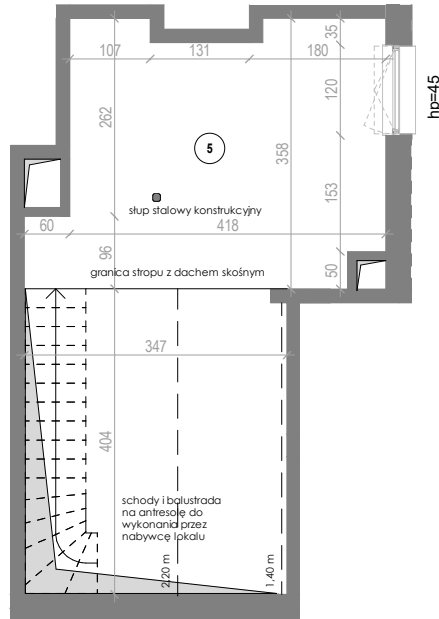 107
131
180
35
120
hp=45
262
5
358
153
słup stalowy konstrukcyjny
60
418
96
50
granica stropu z dachem skośnym
347
404
schody i balustrada
na antresolę do
wykonania przez
nabywcę lokalu
2,20 m
1,40 m